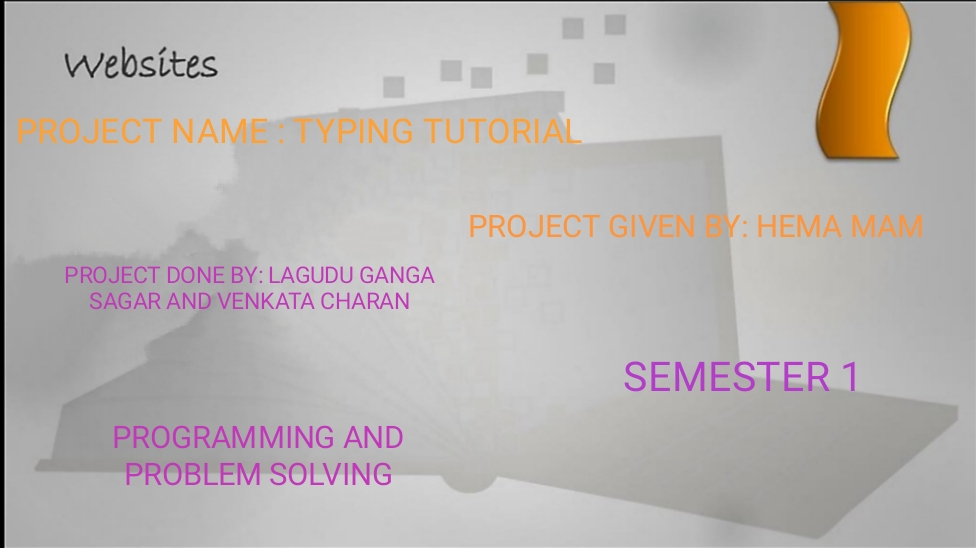 Websites
PROJECT NAME : TYPING TUTORIAL
PROJECT GIVEN BY: HEMA MAM
PROJECT DONE BY: LAGUDU GANGA
SAGAR AND VENKATA CHARAN
SEMESTER 1
PROGRAMMING AND
PROBLEM SOLVING